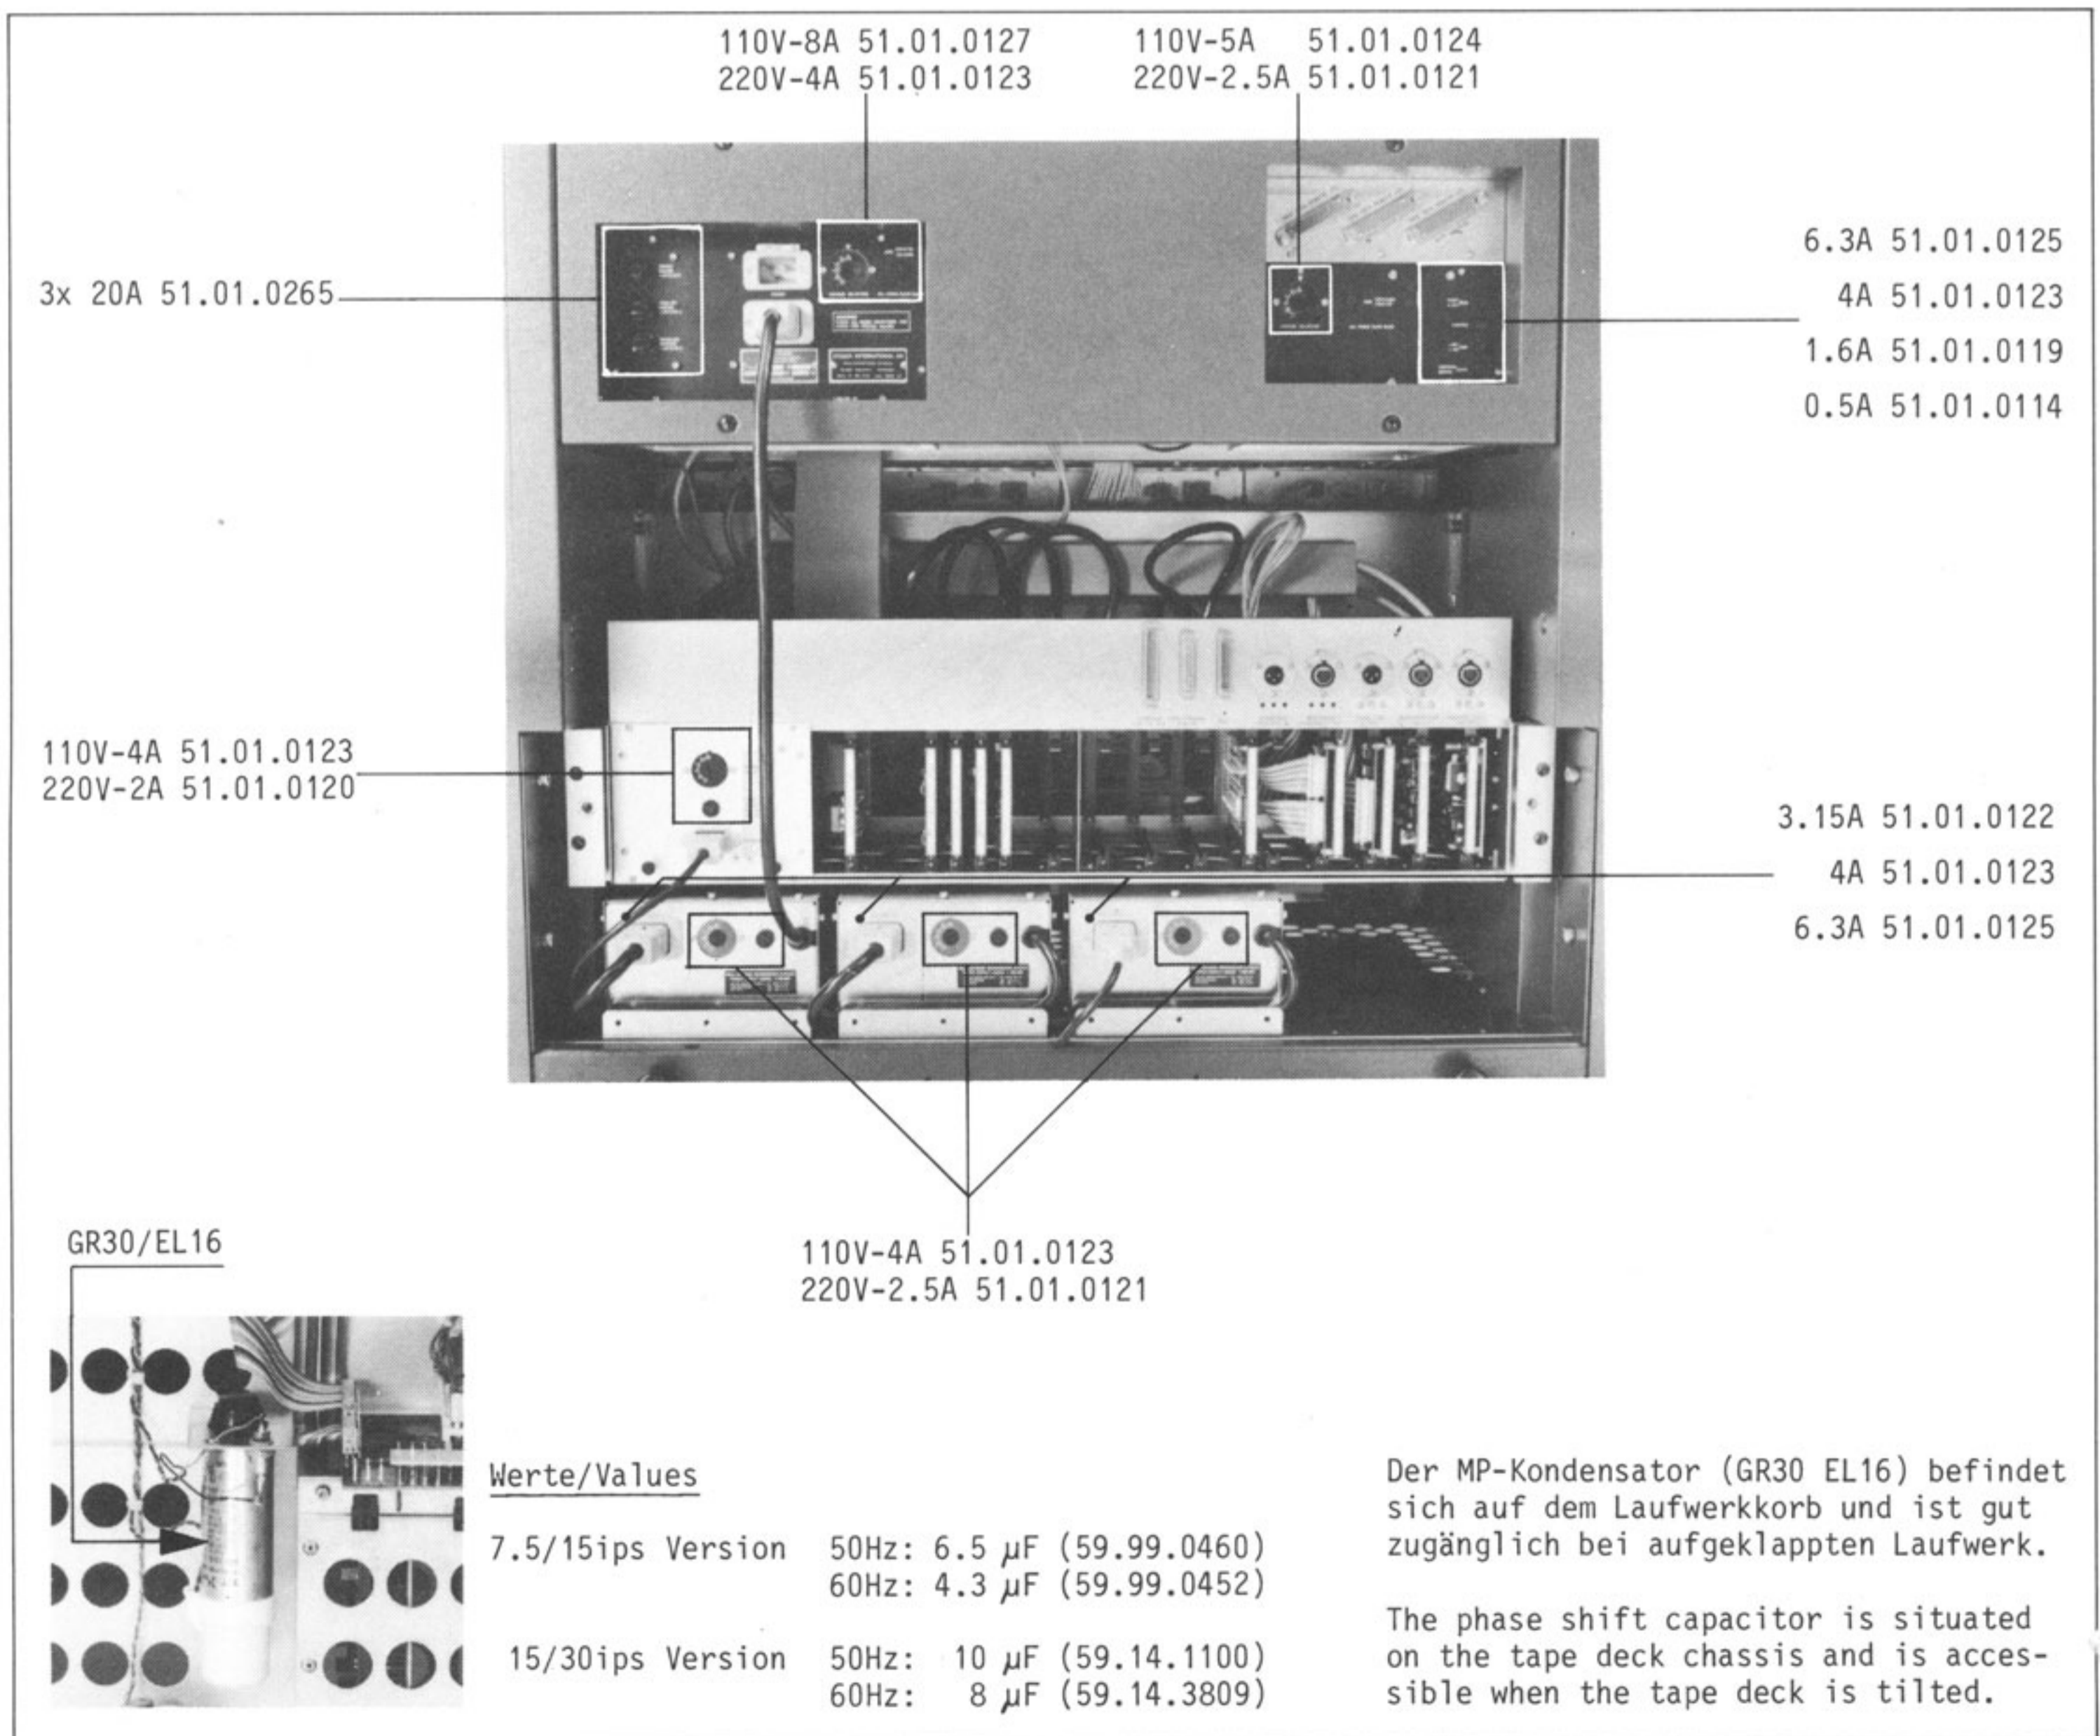 110V-8A 51.01.0127
220V-4A 51.01.0123
110V-5A 51.01.0124
220V-2.5A 51.01.0121
3x 20A 51.01.0265
6.3A 51.01.0125
4A 51.01.0123
1.6A 51.01.0119
0.5A 51.01.0114
110V-4A 51.01.0123
220V-2A 51.01.0120
3.15A 51.01.0122
4A 51.01.0123
6.3A 51.01.0125
110V-4A 51.01.0123
220V-2.5A 51.01.0121
GR30/EL16
Werte/Values
7.5/15ips Version 50Hz: 6.5 µF (59.99.0460)
60Hz: 4.3 µF (59.99.0452)
15/30ips Version 50Hz: 10 µF (59.14.1100)
60Hz: 8 µF (59.14.3809)
Der MP-Kondensator (GR30 EL16) befindet
sich auf dem Laufwerkkorb und ist gut
zugänglich bei aufgeklappten Laufwerk.
The phase shift capacitor is situated
on the tape deck chassis and is acces-
sible when the tape deck is tilted.